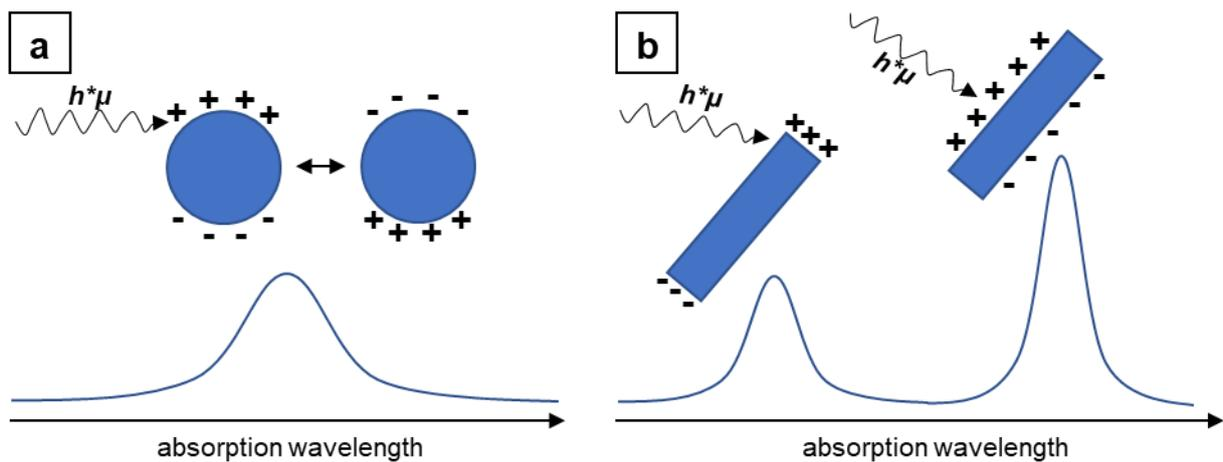 a
h*μ
+ + + +
- - - -
- - - -
+ + + +
absorption wavelength
b
h*μ
+ + +
- - -
h*μ
+ + + + +
- - - - -
absorption wavelength